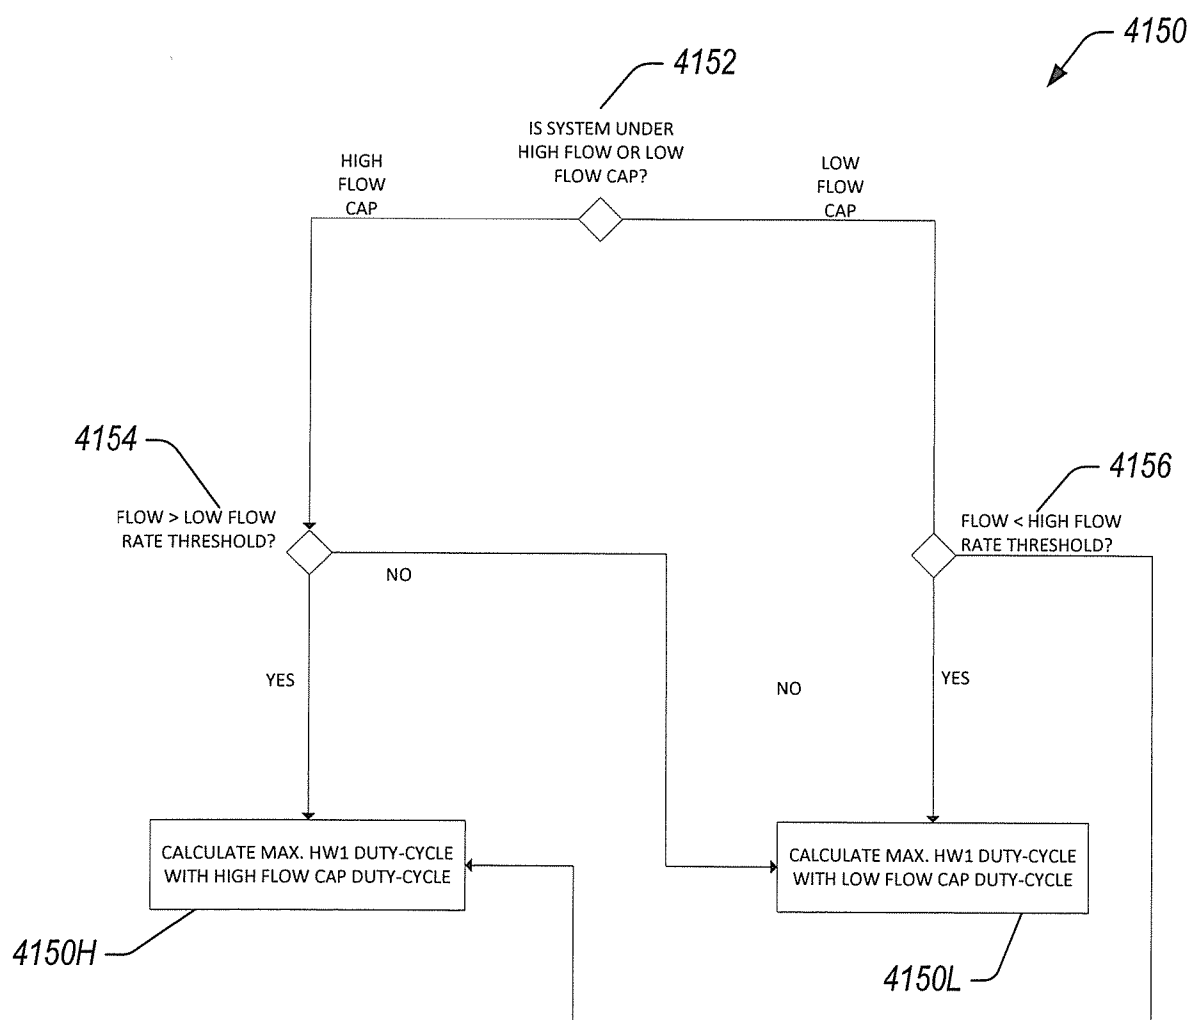 4150
4152
IS SYSTEM UNDER
HIGH FLOW OR LOW
FLOW CAP?
HIGH
FLOW
CAP
LOW
FLOW
CAP
4154
FLOW > LOW FLOW
RATE THRESHOLD?
4156
FLOW < HIGH FLOW
RATE THRESHOLD?
NO
YES
NO
YES
CALCULATE MAX. HW1 DUTY-CYCLE
WITH HIGH FLOW CAP DUTY-CYCLE
CALCULATE MAX. HW1 DUTY-CYCLE
WITH LOW FLOW CAP DUTY-CYCLE
4150H
4150L